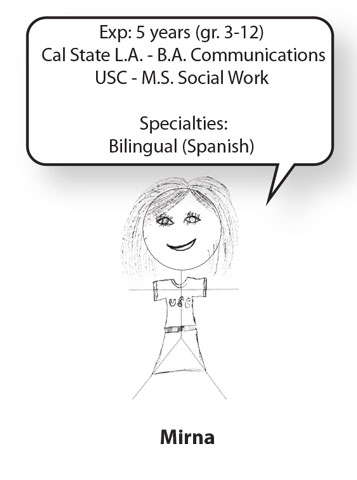 Exp: 5 years (gr. 3-12)
Cal State L.A. - B.A. Communications
USC - M.S. Social Work
Specialties:
Bilingual (Spanish)
USC
Mirna